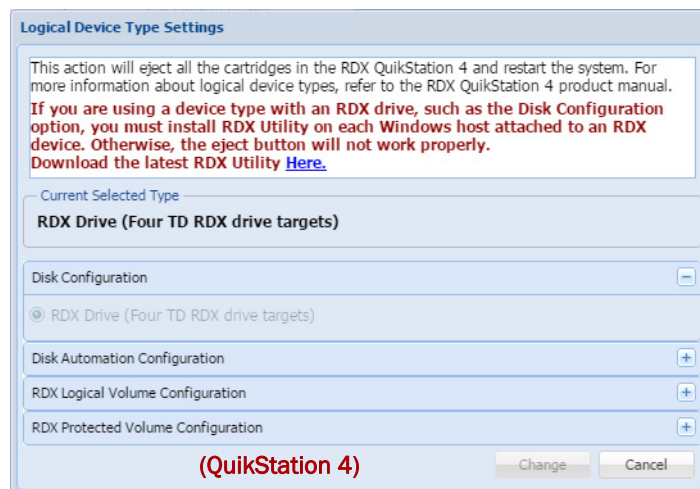 Logical Device Type Settings
This action will eject all the cartridges in the RDX QuikStation 4 and restart the system. For
more information about logical device types, refer to the RDX QuikStation 4 product manual.
If you are using a device type with an RDX drive, such as the Disk Configuration
option, you must install RDX Utility on each Windows host attached to an RDX
device. Otherwise, the eject button will not work properly.
Download the latest RDX Utility Here.
Current Selected Type
RDX Drive (Four TD RDX drive targets)
Disk Configuration
RDX Drive (Four TD RDX drive targets)
Disk Automation Configuration
RDX Logical Volume Configuration
RDX Protected Volume Configuration
(QuikStation 4)
Change
Cancel